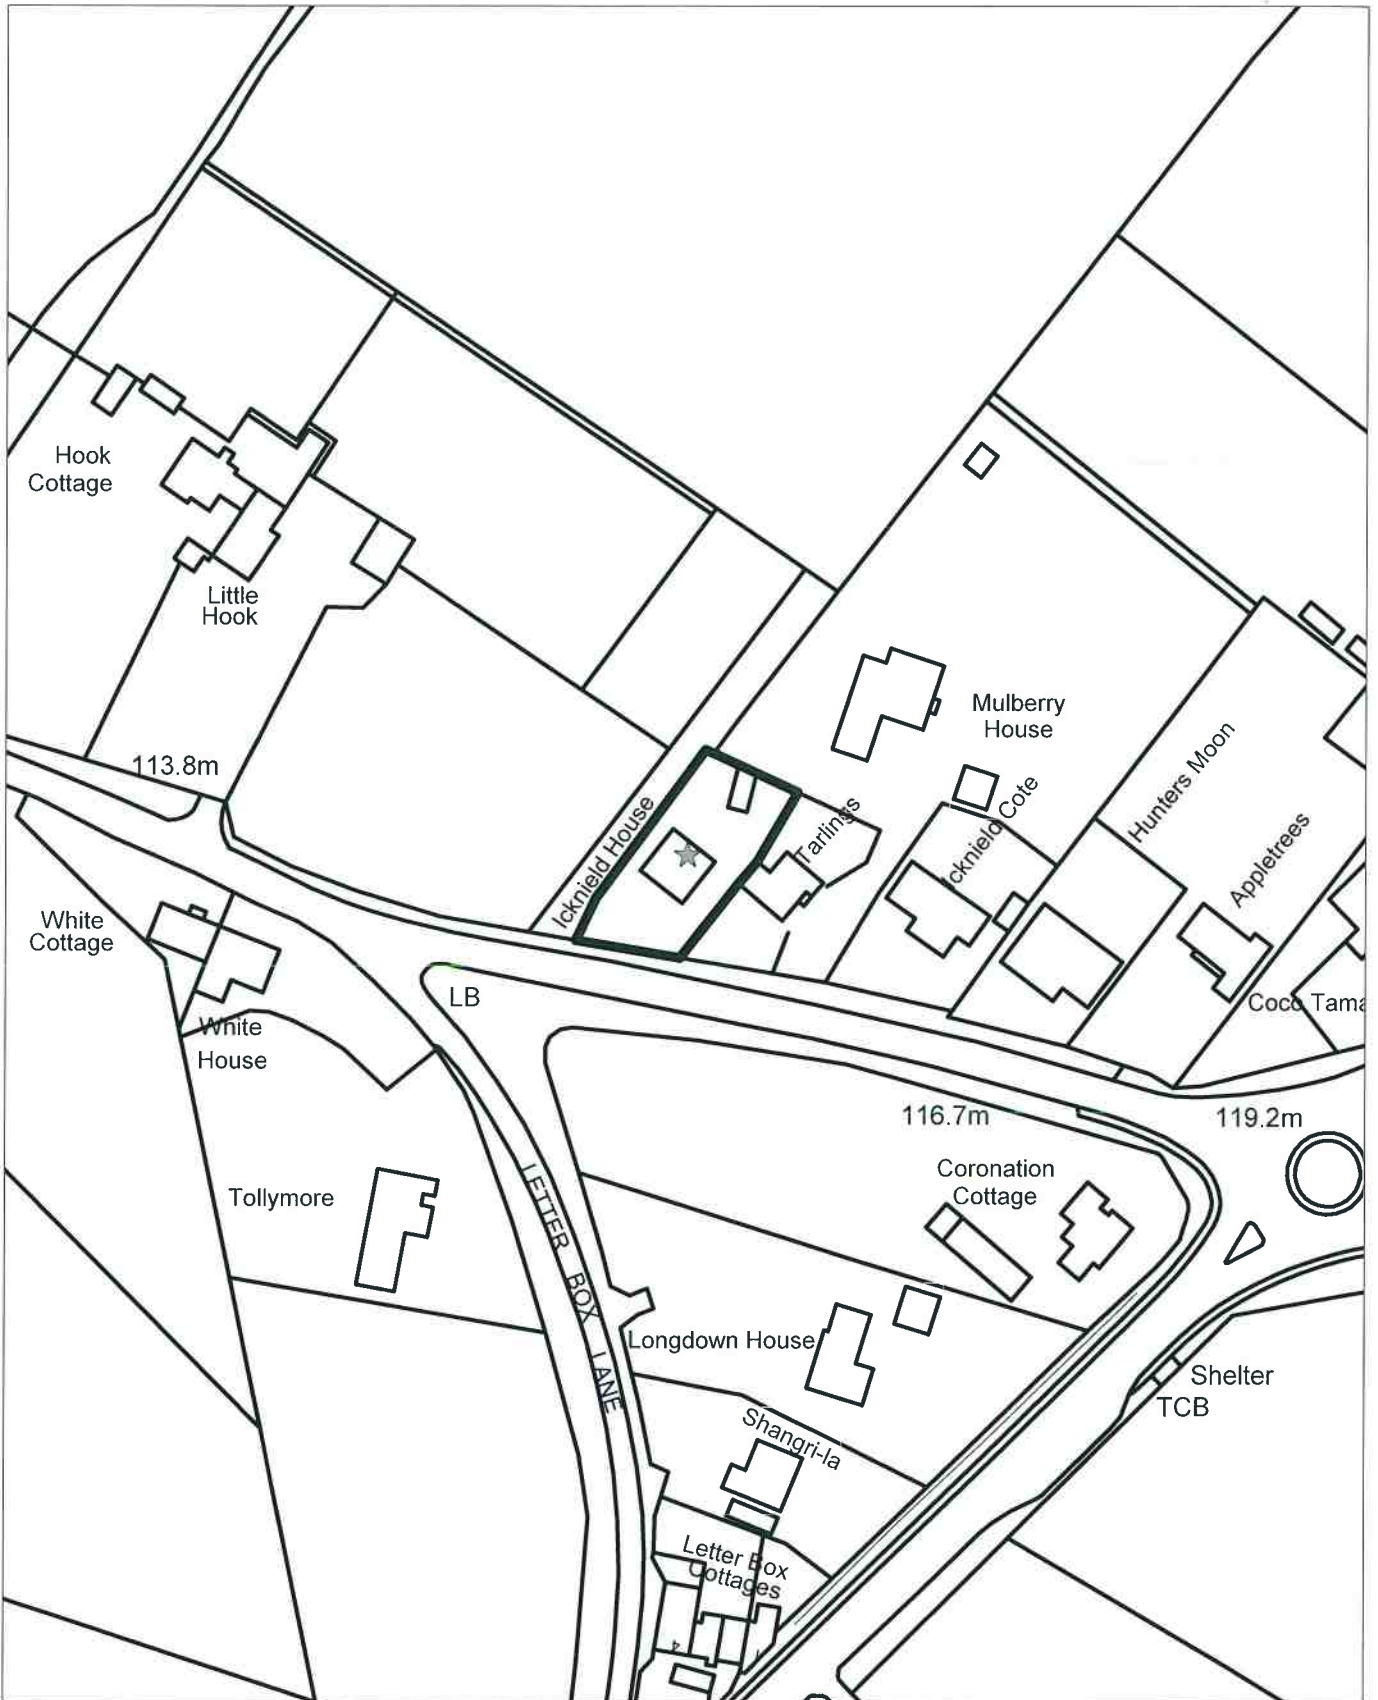 Hook
Cottage
Little
Hook
113.8m
Mulberry
House
Hunters Moon
Icknield House
Tarlings
Icknield Cote
Appletrees
White
Cottage
LB
White
House
Coco Tama
116.7m
119.2m
Tollymore
Coronation
Cottage
LETTER BOX LANE
Longdown House
Shelter
TCB
Shangri-la
Letter Box
Cottages
4
1